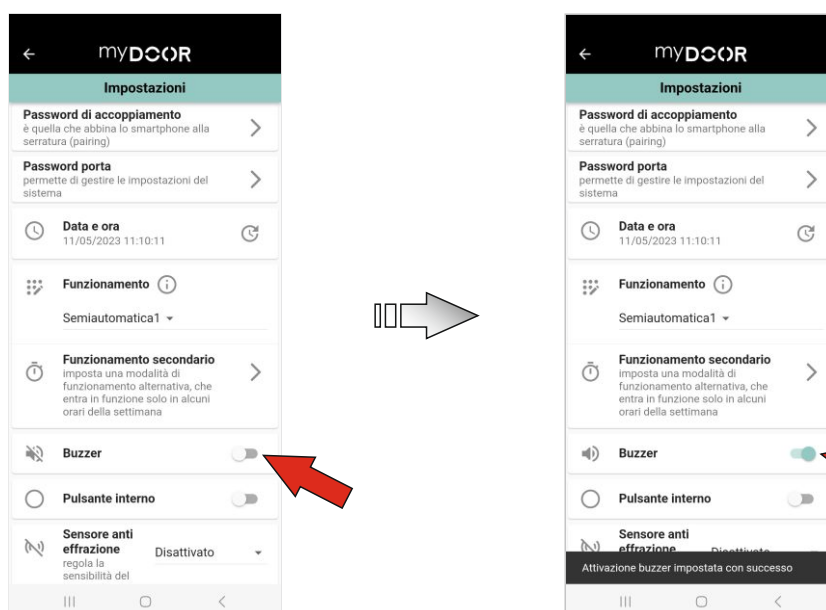 myDOOR
Impostazioni
Password di accoppiamento
è quella che abbina lo smartphone alla
serratura (pairing)
Password porta
permette di gestire le impostazioni del
sistema
Data e ora
11/05/2023 11:10:11
Funzionamento
Semiautomatica1
Funzionamento secondario
imposta una modalità di
funzionamento alternativa, che
entra in funzione solo in alcuni
orari della settimana
Buzzer
Pulsante interno
Sensore anti
effrazione
Disattivato
regola la
sensibilità del
myDOOR
Impostazioni
Password di accoppiamento
è quella che abbina lo smartphone alla
serratura (pairing)
Password porta
permette di gestire le impostazioni del
sistema
Data e ora
11/05/2023 11:10:11
Funzionamento
Semiautomatica1
Funzionamento secondario
imposta una modalità di
funzionamento alternativa, che
entra in funzione solo in alcuni
orari della settimana
Buzzer
Pulsante interno
Sensore anti
effrazione
Disattivato
Attivazione buzzer impostata con successo